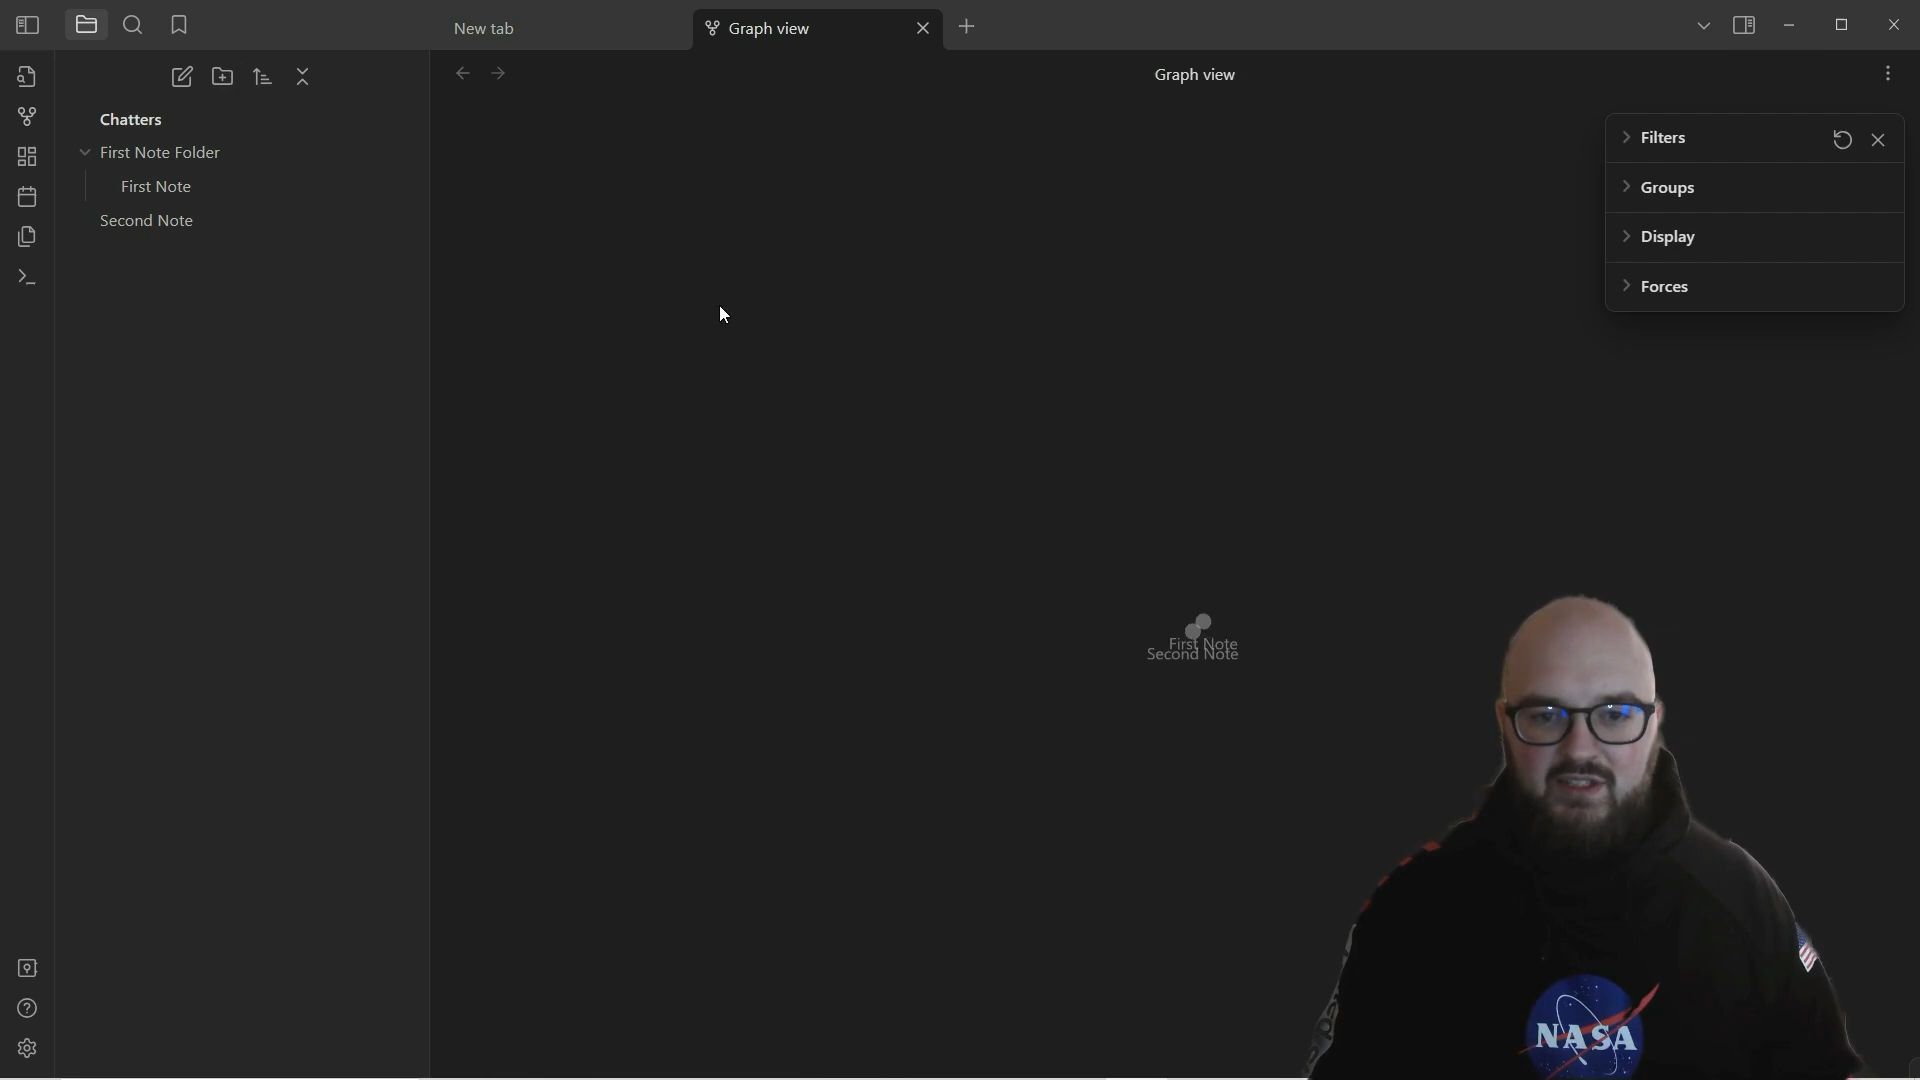 New tab
Graph view
Graph view
Chatters
First Note Folder
First Note
Second Note
Filters
Groups
Display
Forces
First Note
Second Note
NASA